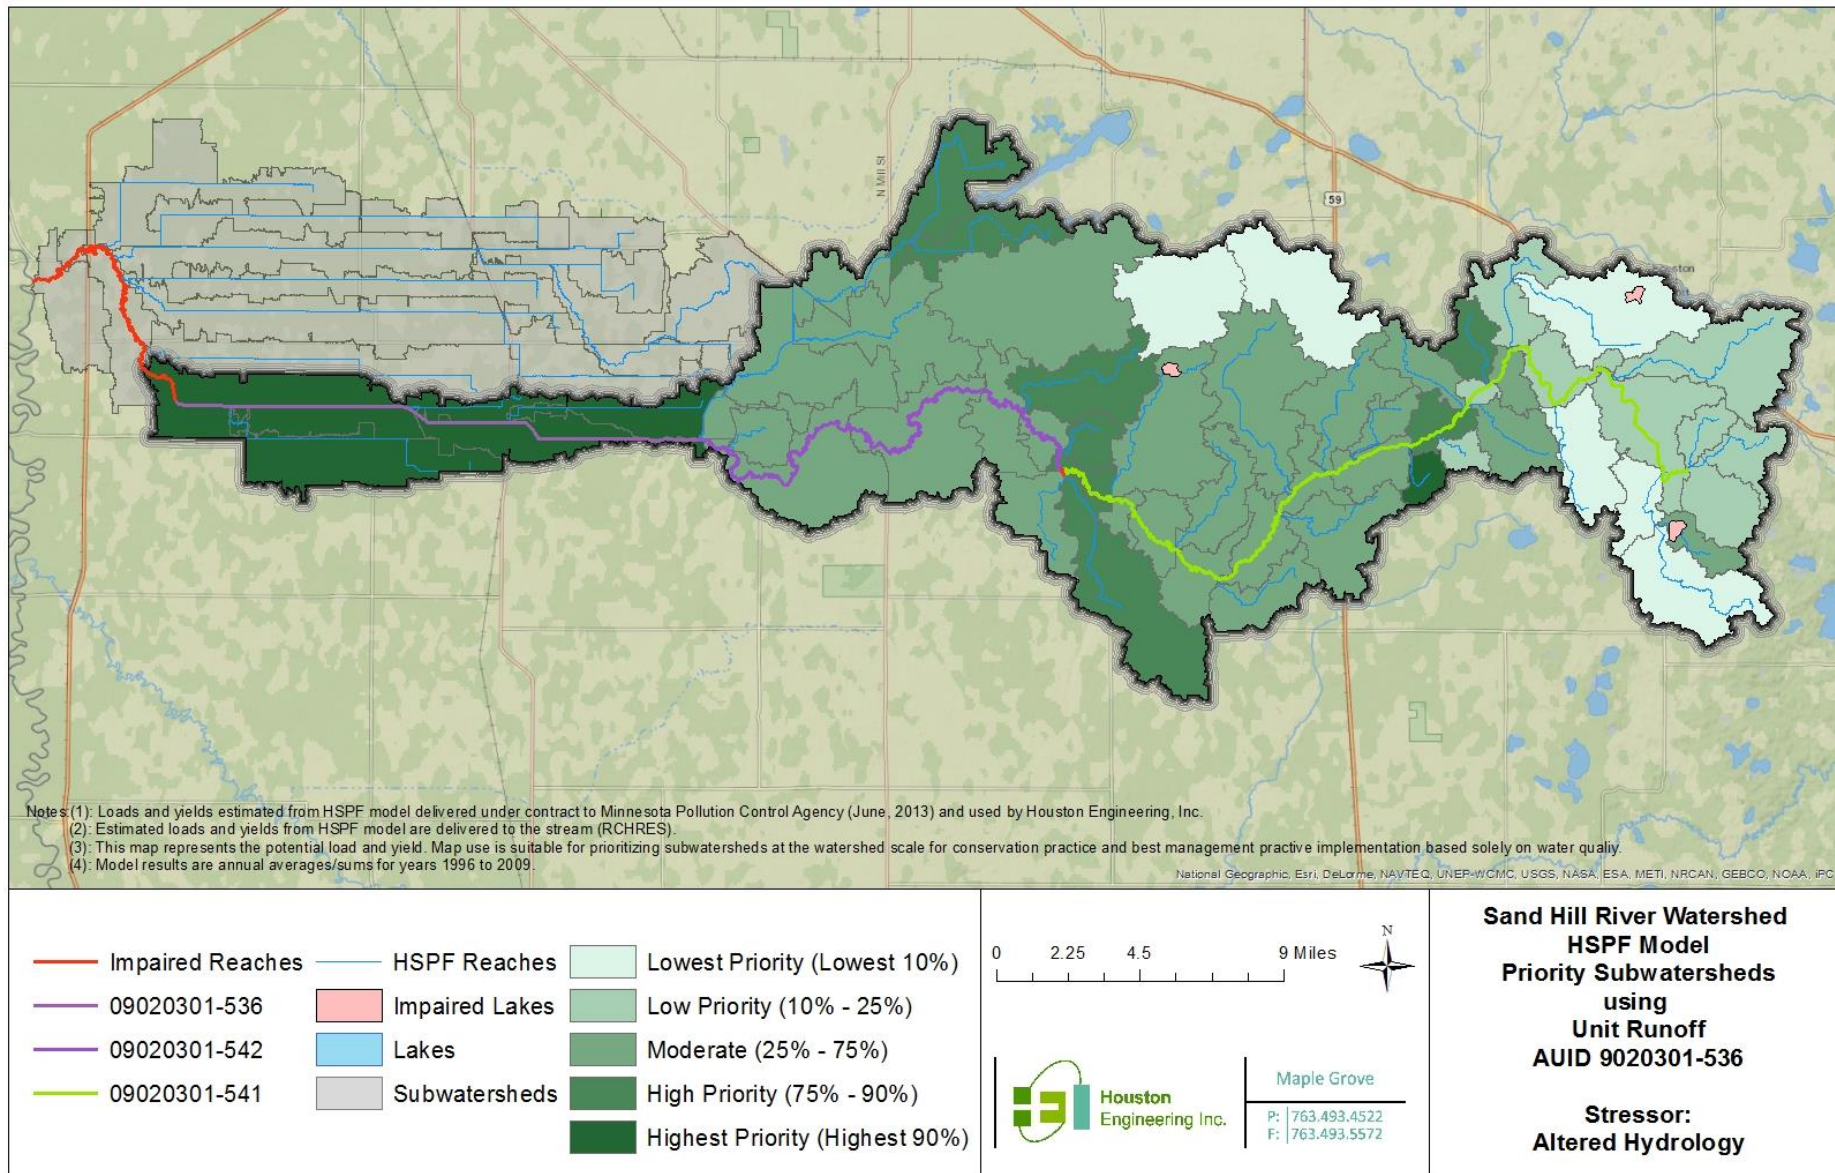 N Mill St
59
Notes:(1): Loads and yields estimated from HSPF model delivered under contract to Minnesota Pollution Control Agency (June, 2013) and used by Houston Engineering, Inc.
(2): Estimated loads and yields from HSPF model are delivered to the stream (RCHRES).
(3): This map represents the potential load and yield. Map use is suitable for prioritizing subwatersheds at the watershed scale for conservation practice and best management practive implementation based solely on water qualiy.
(4): Model results are annual averages/sums for years 1996 to 2009.
National Geographic, Esri, DeLorme, NAVTEQ, UNEP-WCMC, USGS, NASA, ESA, METI, NRCAN, GEBCO, NOAA, iPC
Impaired Reaches
09020301-536
09020301-542
09020301-541
HSPF Reaches
Impaired Lakes
Lakes
Subwatersheds
Lowest Priority (Lowest 10%)
Low Priority (10% - 25%)
Moderate (25% - 75%)
High Priority (75% - 90%)
Highest Priority (Highest 90%)
0 2.25 4.5 9 Miles
N
Houston
Engineering Inc.
Maple Grove
P: 763.493.4522
F: 763.493.5572
Sand Hill River Watershed
HSPF Model
Priority Subwatersheds
using
Unit Runoff
AUID 9020301-536
Stressor:
Altered Hydrology